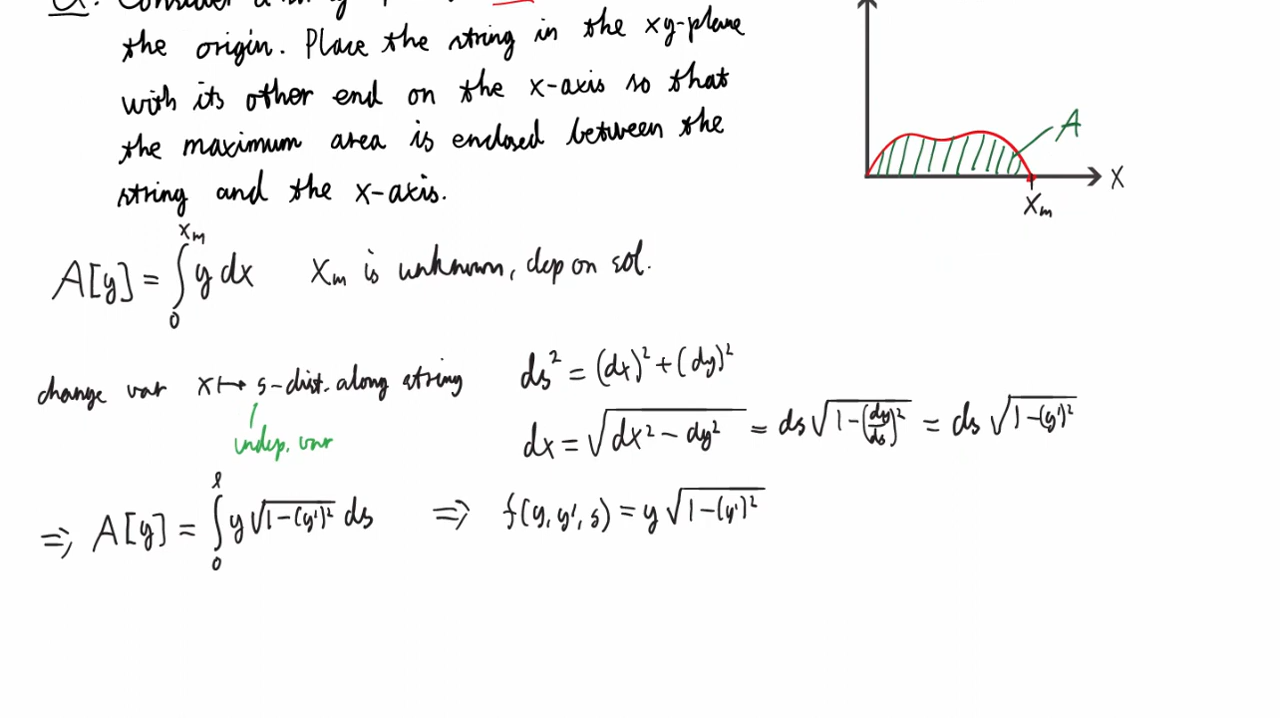 the origin. Place the string in the xy-plane
with its other end on the x-axis so that
the maximum area is enclosed between the
string and the x-axis.
A
X
Xm
A[y] = ∫₀^{xm} y dx xm is unknown, dep on sol.
change var x ↦ s-dist. along string ds² = (dx)² + (dy)²
indep. var
dx = √(dx² − dy²) = ds √(1 − (dy/ds)²) = ds √(1 − (y')²)
⇒ A[y] = ∫₀^ℓ y √(1 − (y')²) ds ⇒ f(y, y', s) = y √(1 − (y')²)